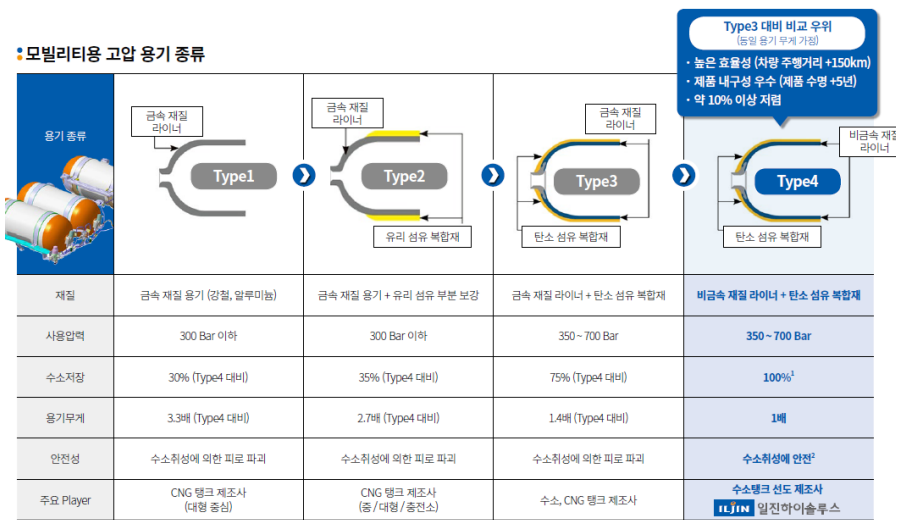 Type3 대비 비교 우위
(동일 용기 무게 가정)
· 높은 효율성 (차량 주행거리 +150km)
· 제품 내구성 우수 (제품 수명 +5년)
· 약 10% 이상 저렴
모빌리티용 고압 용기 종류
용기 종류
금속 재질
라이너
Type1
금속 재질
라이너
Type2
유리 섬유 복합재
금속 재질
라이너
Type3
탄소 섬유 복합재
비금속 재질
라이너
Type4
탄소 섬유 복합재
재질 금속 재질 용기 (강철, 알루미늄) 금속 재질 용기 + 유리 섬유 부분 보강 금속 재질 라이너 + 탄소 섬유 복합재 비금속 재질 라이너 + 탄소 섬유 복합재
사용압력 300 Bar 이하 300 Bar 이하 350 ~ 700 Bar 350 ~ 700 Bar
수소저장 30% (Type4 대비) 35% (Type4 대비) 75% (Type4 대비) 100%1
용기무게 3.3배 (Type4 대비) 2.7배 (Type4 대비) 1.4배 (Type4 대비) 1배
안전성 수소취성에 의한 피로 파괴 수소취성에 의한 피로 파괴 수소취성에 의한 피로 파괴 수소취성에 안전2
주요 Player
CNG 탱크 제조사
(대형 중심)
CNG 탱크 제조사
(중 / 대형 / 충전소)
수소, CNG 탱크 제조사
수소탱크 선도 제조사
ILJIN 일진하이솔루스